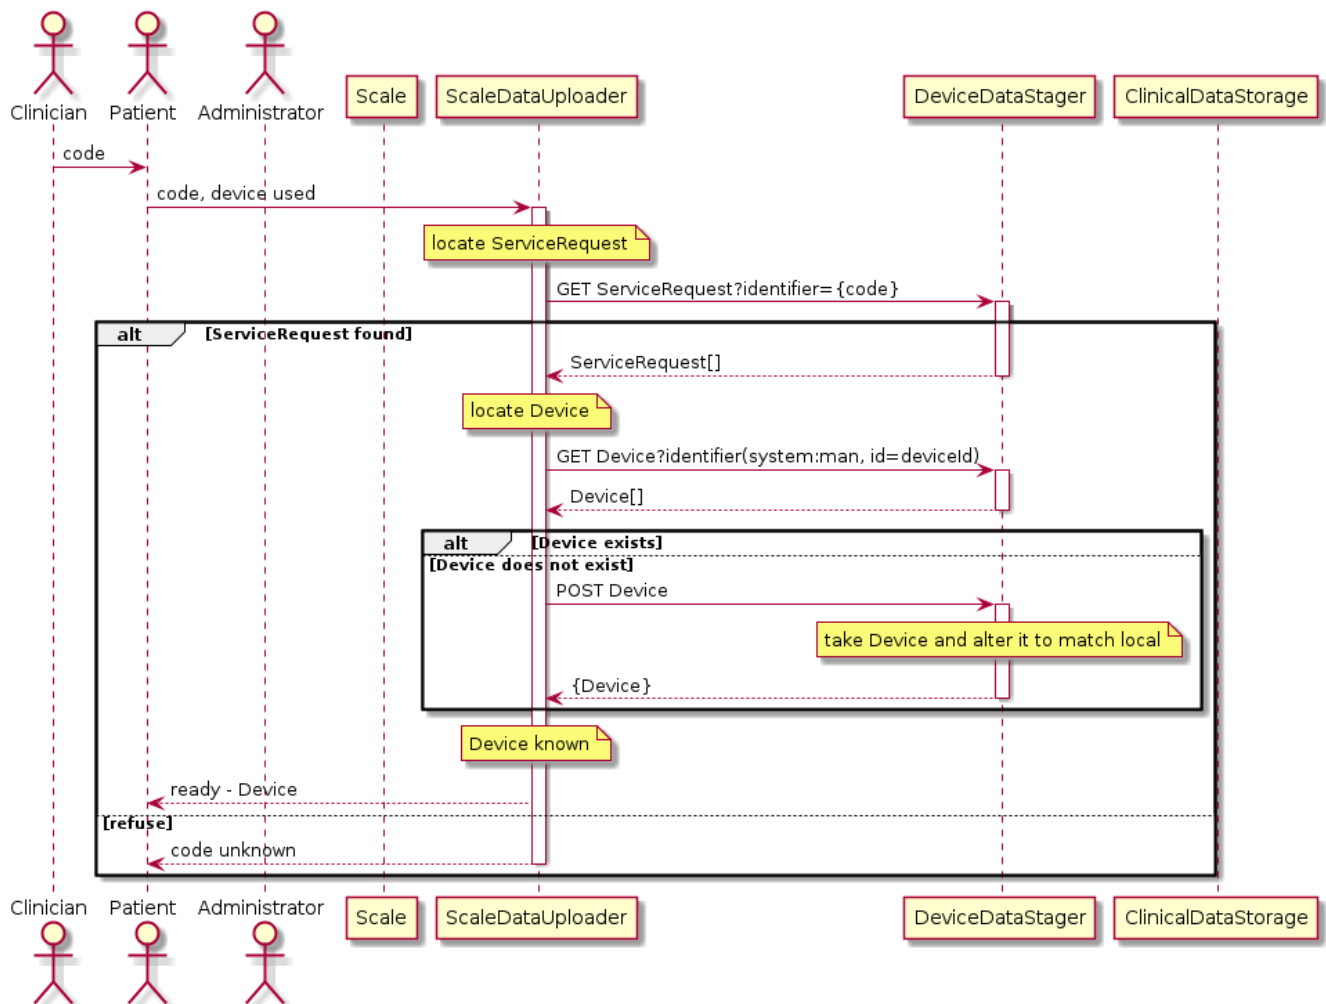 Clinician
Patient
Administrator
Scale
ScaleDataUploader
DeviceDataStager
ClinicalDataStorage
code
code, device used
locate ServiceRequest
GET ServiceRequest?identifier={code}
alt
[ServiceRequest found]
ServiceRequest[]
locate Device
GET Device?identifier(system:man, id=deviceId)
Device[]
alt
[Device exists]
[Device does not exist]
POST Device
take Device and alter it to match local
{Device}
Device known
ready - Device
[refuse]
code unknown
Clinician
Patient
Administrator
Scale
ScaleDataUploader
DeviceDataStager
ClinicalDataStorage